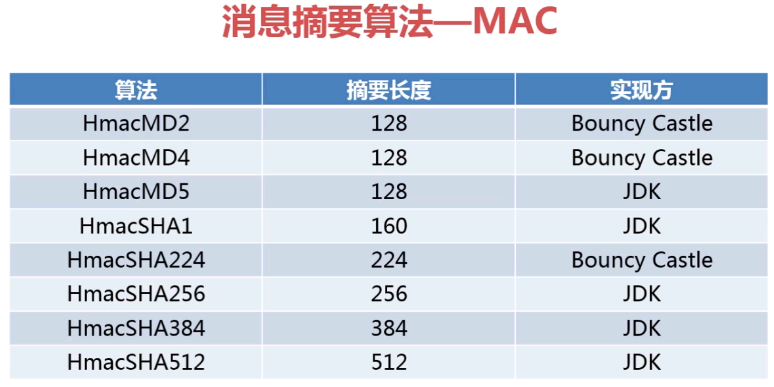 消息摘要算法—MAC
算法 摘要长度 实现方
HmacMD2 128 Bouncy Castle
HmacMD4 128 Bouncy Castle
HmacMD5 128 JDK
HmacSHA1 160 JDK
HmacSHA224 224 Bouncy Castle
HmacSHA256 256 JDK
HmacSHA384 384 JDK
HmacSHA512 512 JDK